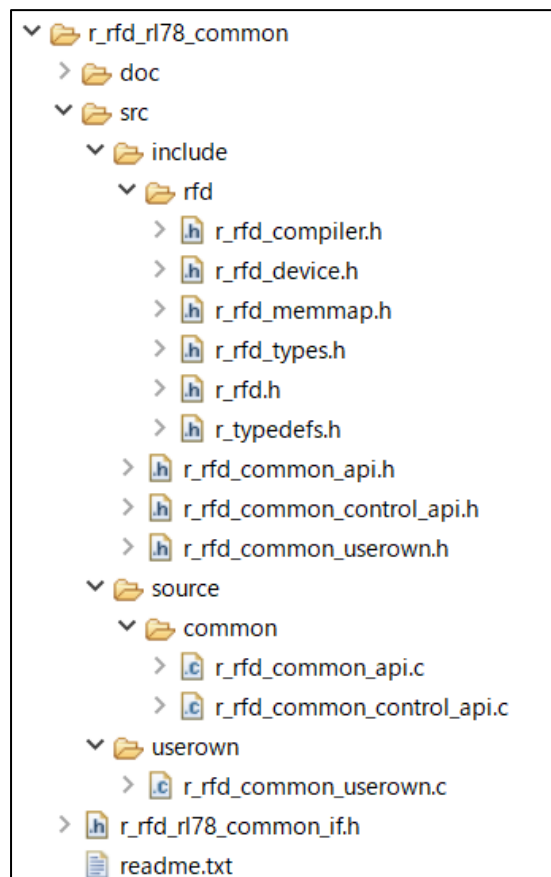 r_rfd_rl78_common
doc
src
include
rfd
.h r_rfd_compiler.h
.h r_rfd_device.h
.h r_rfd_memmap.h
.h r_rfd_types.h
.h r_rfd.h
.h r_typedefs.h
.h r_rfd_common_api.h
.h r_rfd_common_control_api.h
.h r_rfd_common_userown.h
source
common
.c r_rfd_common_api.c
.c r_rfd_common_control_api.c
userown
.c r_rfd_common_userown.c
.h r_rfd_rl78_common_if.h
readme.txt